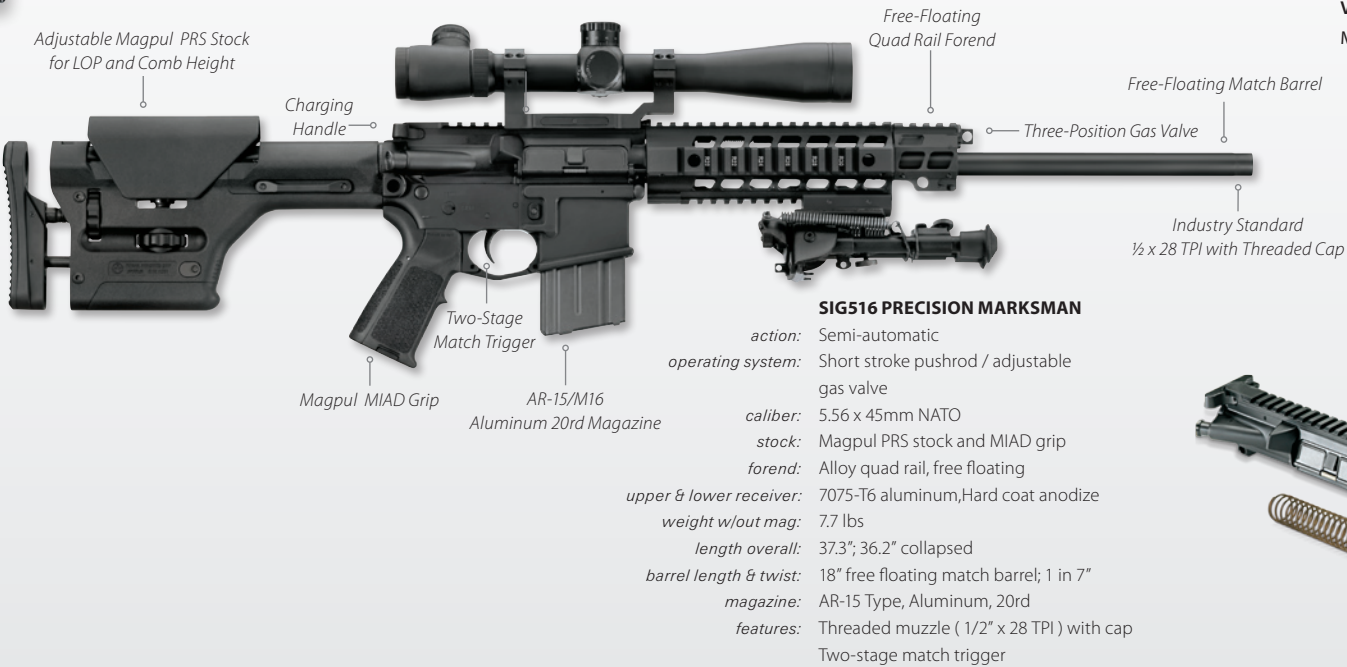 Adjustable Magpul PRS Stock
for LOP and Comb Height
Charging
Handle
Free-Floating
Quad Rail Forend
Free-Floating Match Barrel
Three-Position Gas Valve
Industry Standard
½ x 28 TPI with Threaded Cap
Two-Stage
Match Trigger
Magpul MIAD Grip
AR-15/M16
Aluminum 20rd Magazine
SIG516 PRECISION MARKSMAN
action: Semi-automatic
operating system: Short stroke pushrod / adjustable
gas valve
caliber: 5.56 x 45mm NATO
stock: Magpul PRS stock and MIAD grip
forend: Alloy quad rail, free floating
upper & lower receiver: 7075-T6 aluminum,Hard coat anodize
weight w/out mag: 7.7 lbs
length overall: 37.3"; 36.2" collapsed
barrel length & twist: 18" free floating match barrel; 1 in 7"
magazine: AR-15 Type, Aluminum, 20rd
features: Threaded muzzle ( 1/2" x 28 TPI ) with cap
Two-stage match trigger